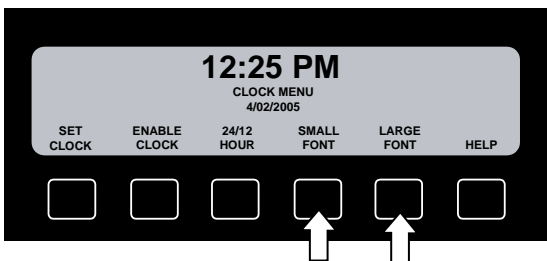 12:25 PM
CLOCK MENU
4/02/2005
SET CLOCK
ENABLE CLOCK
24/12 HOUR
SMALL FONT
LARGE FONT
HELP